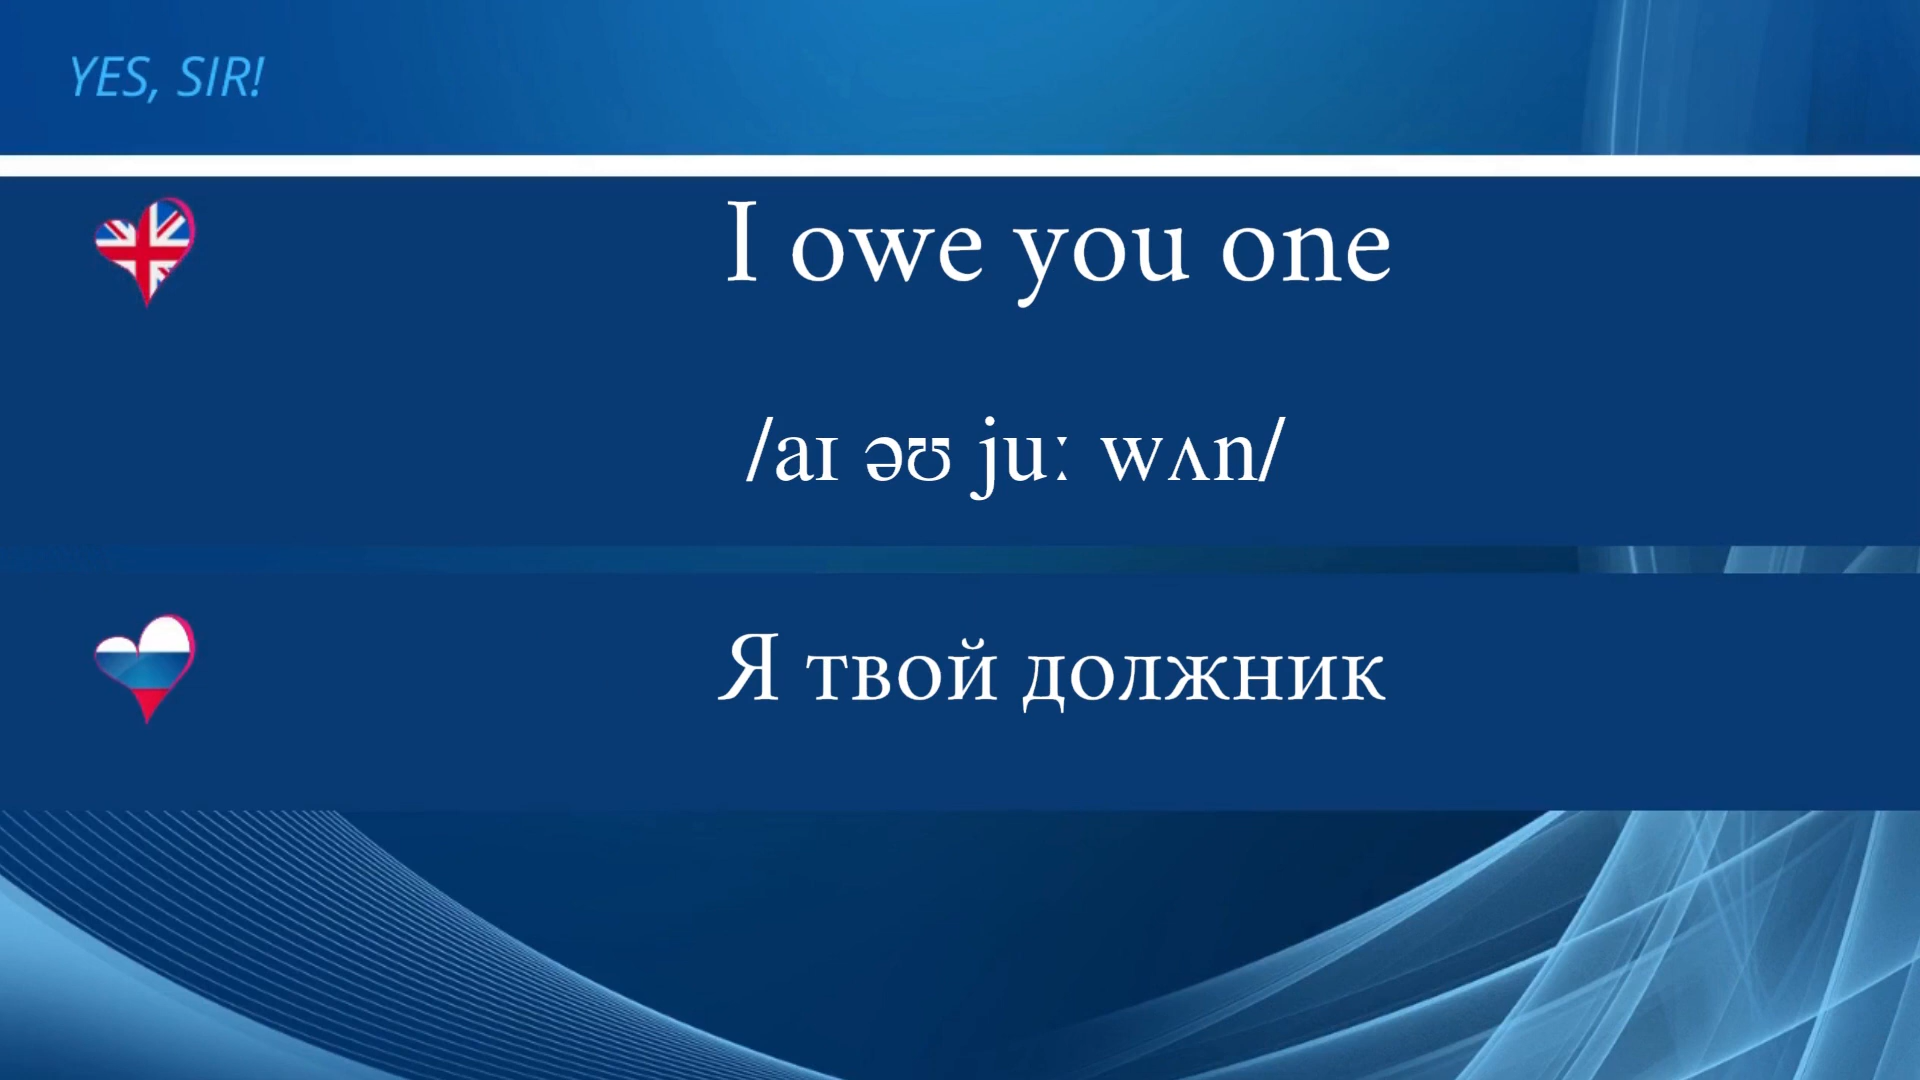 YES, SIR!
I owe you one
/aɪ əʊ juː wʌn/
Я твой должник